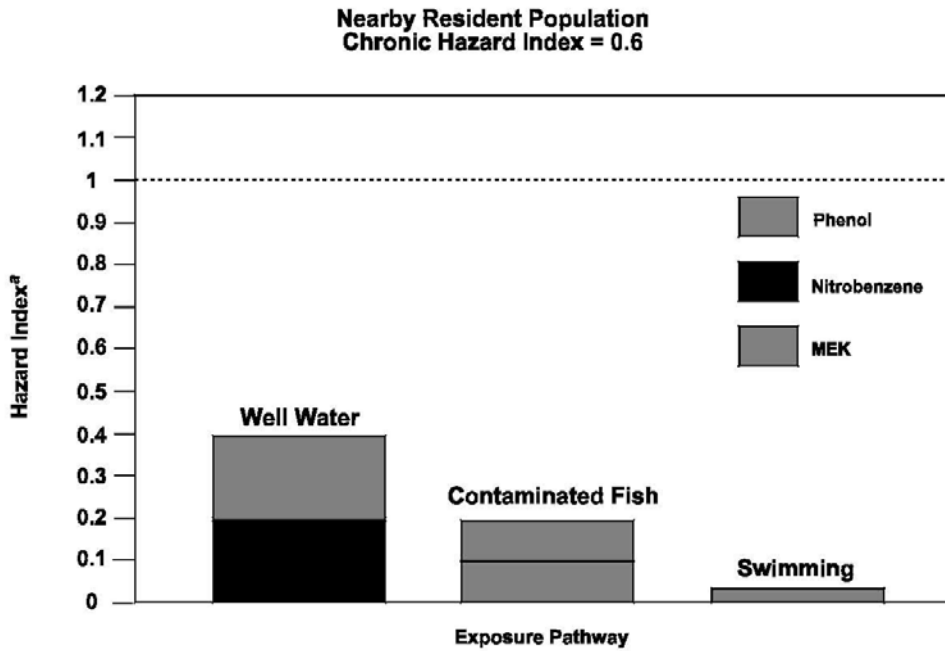 Nearby Resident Population
Chronic Hazard Index = 0.6
1.2
1.1
1
0.9
0.8
0.7
0.6
0.5
0.4
0.3
0.2
0.1
0
Hazard Indexᵃ
Phenol
Nitrobenzene
MEK
Well Water
Contaminated Fish
Swimming
Exposure Pathway